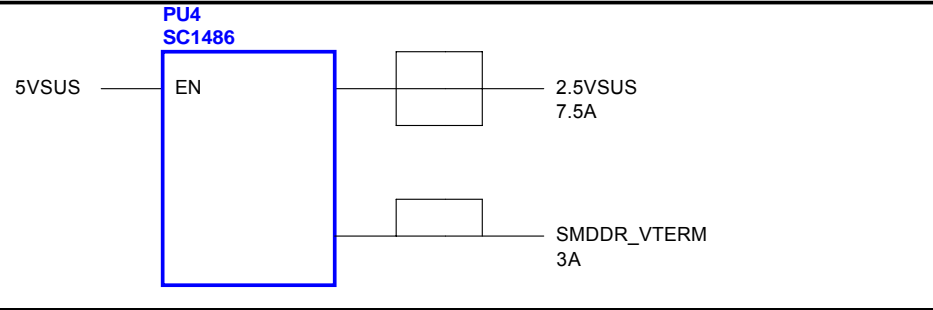 PU4
SC1486
5VSUS
EN
2.5VSUS
7.5A
SMDDR_VTERM
3A